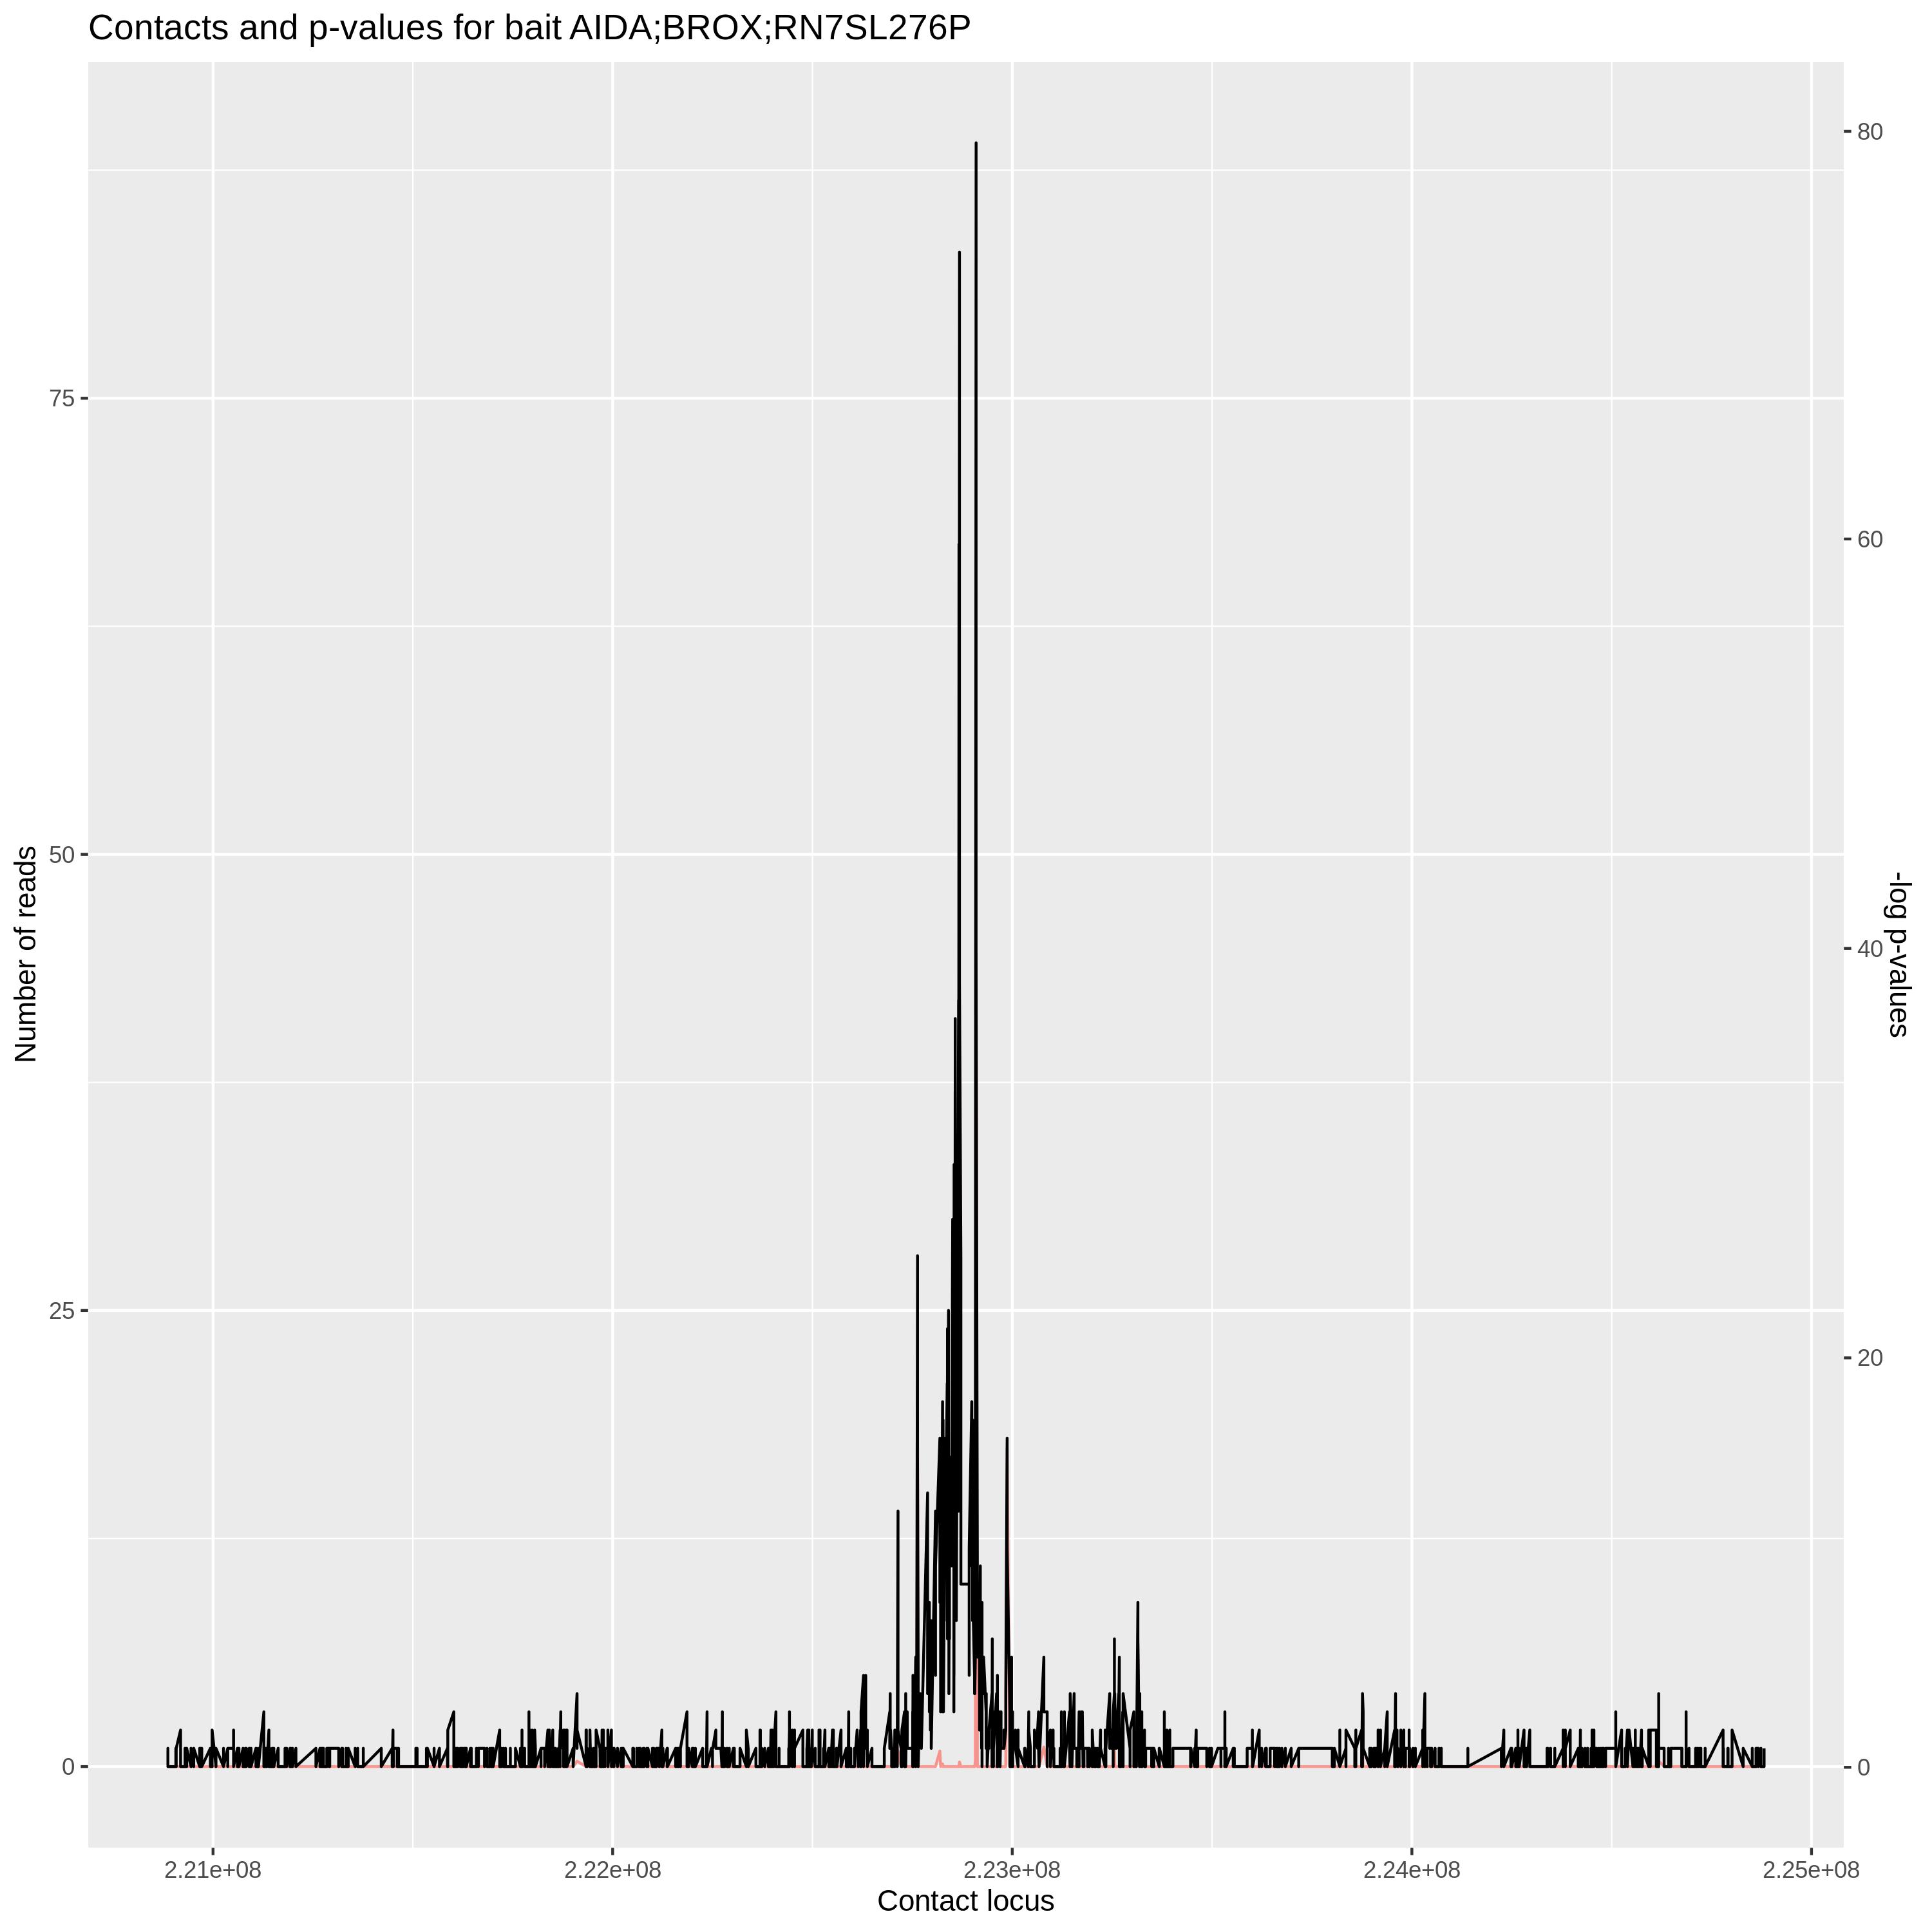 Contacts and p-values for bait AIDA;BROX;RN7SL276P
80
75
60
50
40
25
20
0
0
Number of reads
-log p-values
2.21e+08
2.22e+08
2.23e+08
2.24e+08
2.25e+08
Contact locus